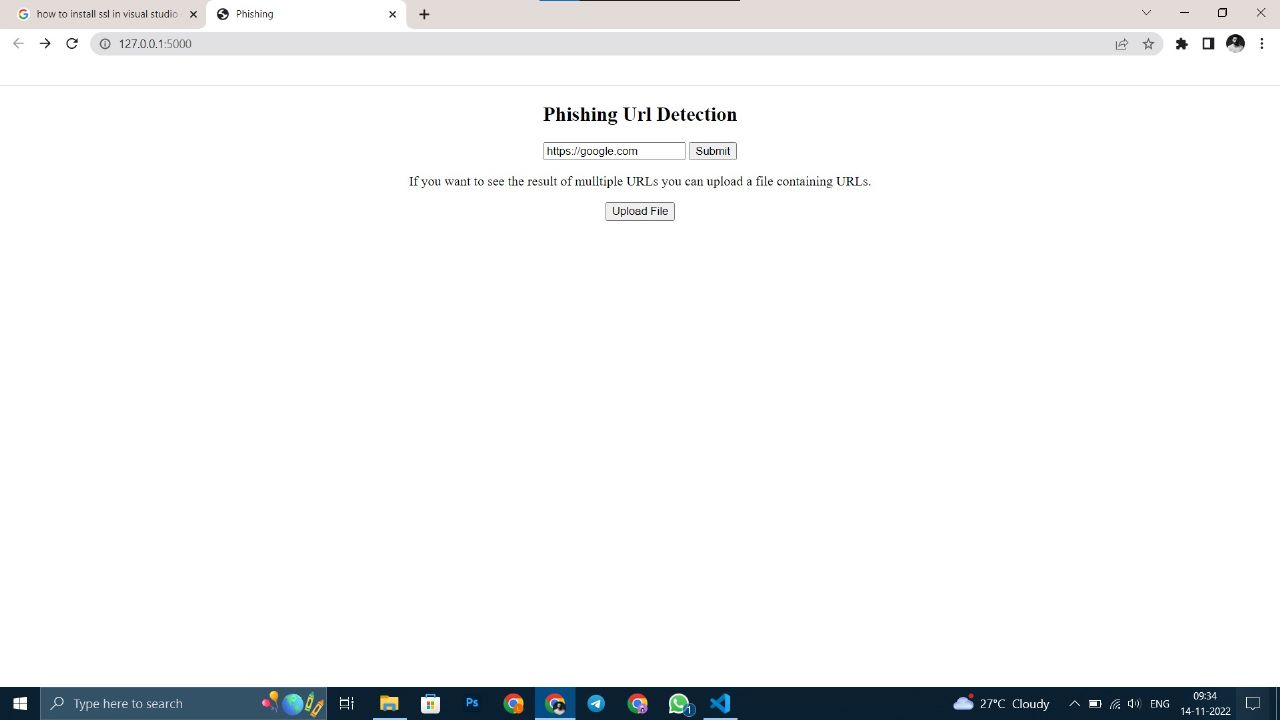 how to install ssl in visual studio
Phishing
127.0.0.1:5000
Phishing Url Detection
https://google.com Submit
If you want to see the result of mulltiple URLs you can upload a file containing URLs.
Upload File
Type here to search
Ps
1
27°C Cloudy
ENG
09:34
14-11-2022